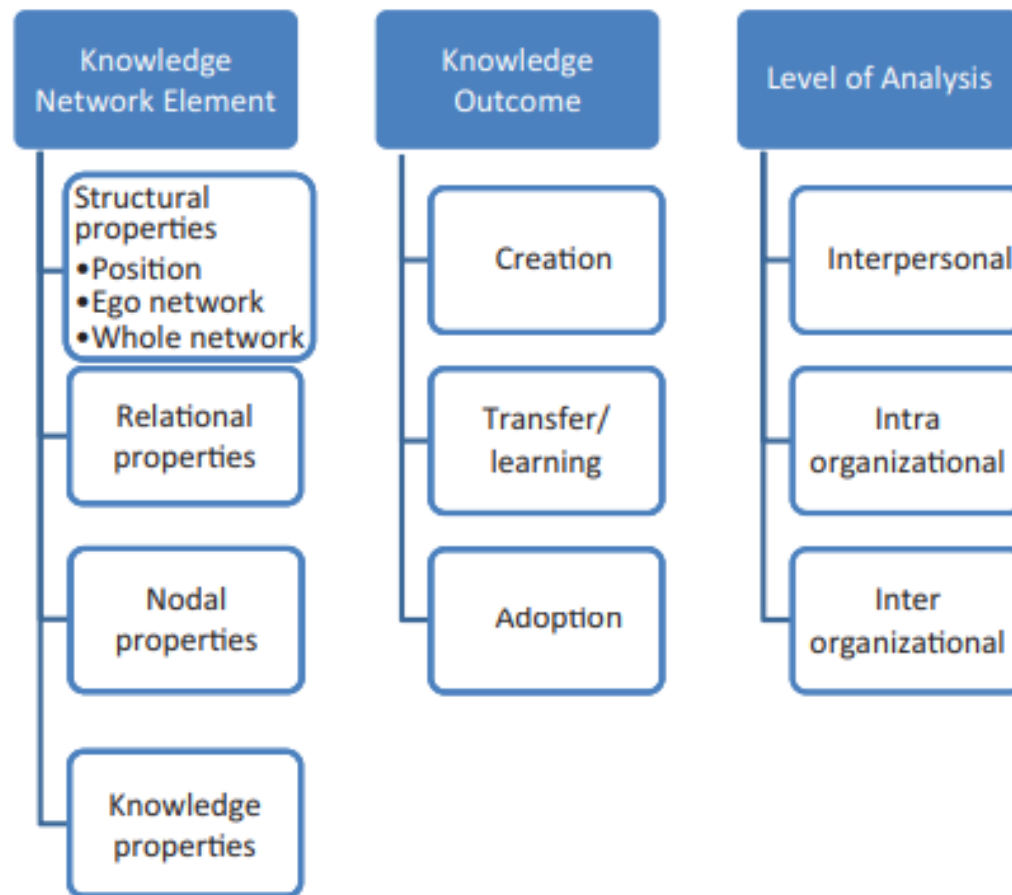 Knowledge
Network Element
Structural
properties
•Position
•Ego network
•Whole network
Relational
properties
Nodal
properties
Knowledge
properties
Knowledge
Outcome
Creation
Transfer/
learning
Adoption
Level of Analysis
Interpersonal
Intra
organizational
Inter
organizational